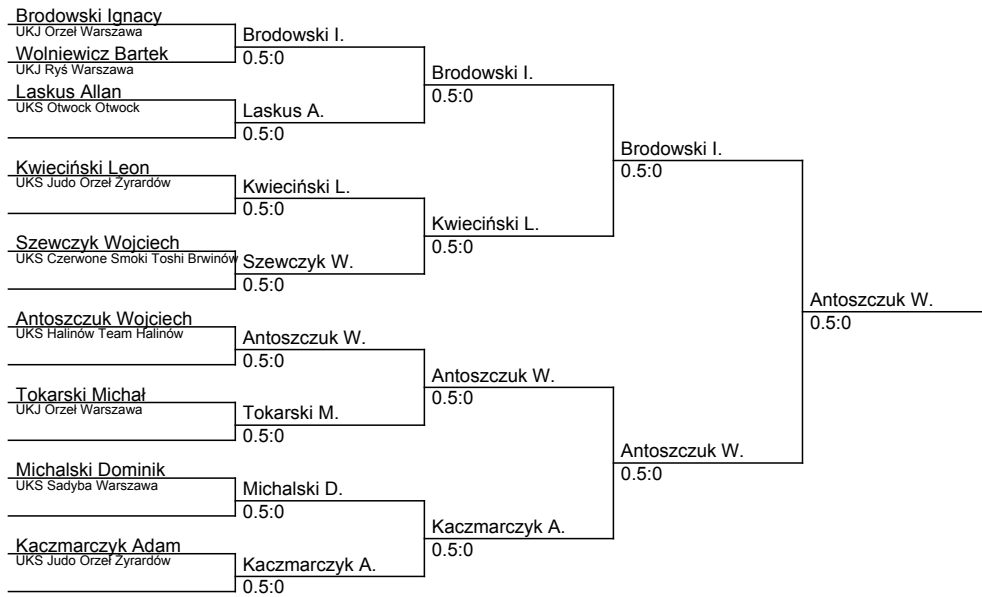 Brodowski Ignacy
UKJ Orzeł Warszawa
Wolniewicz Bartek
UKJ Ryś Warszawa
Laskus Allan
UKS Otwock Otwock
Kwieciński Leon
UKS Judo Orzeł Żyrardów
Szewczyk Wojciech
UKS Czerwone Smoki Toshi Brwinów
Antoszczuk Wojciech
UKS Halinów Team Halinów
Tokarski Michał
UKJ Orzeł Warszawa
Michalski Dominik
UKS Sadyba Warszawa
Kaczmarczyk Adam
UKS Judo Orzeł Żyrardów
Brodowski I.
0.5:0
Laskus A.
0.5:0
Kwieciński L.
0.5:0
Szewczyk W.
0.5:0
Antoszczuk W.
0.5:0
Tokarski M.
0.5:0
Michalski D.
0.5:0
Kaczmarczyk A.
0.5:0
Brodowski I.
0.5:0
Kwieciński L.
0.5:0
Antoszczuk W.
0.5:0
Kaczmarczyk A.
0.5:0
Brodowski I.
0.5:0
Antoszczuk W.
0.5:0
Antoszczuk W.
0.5:0